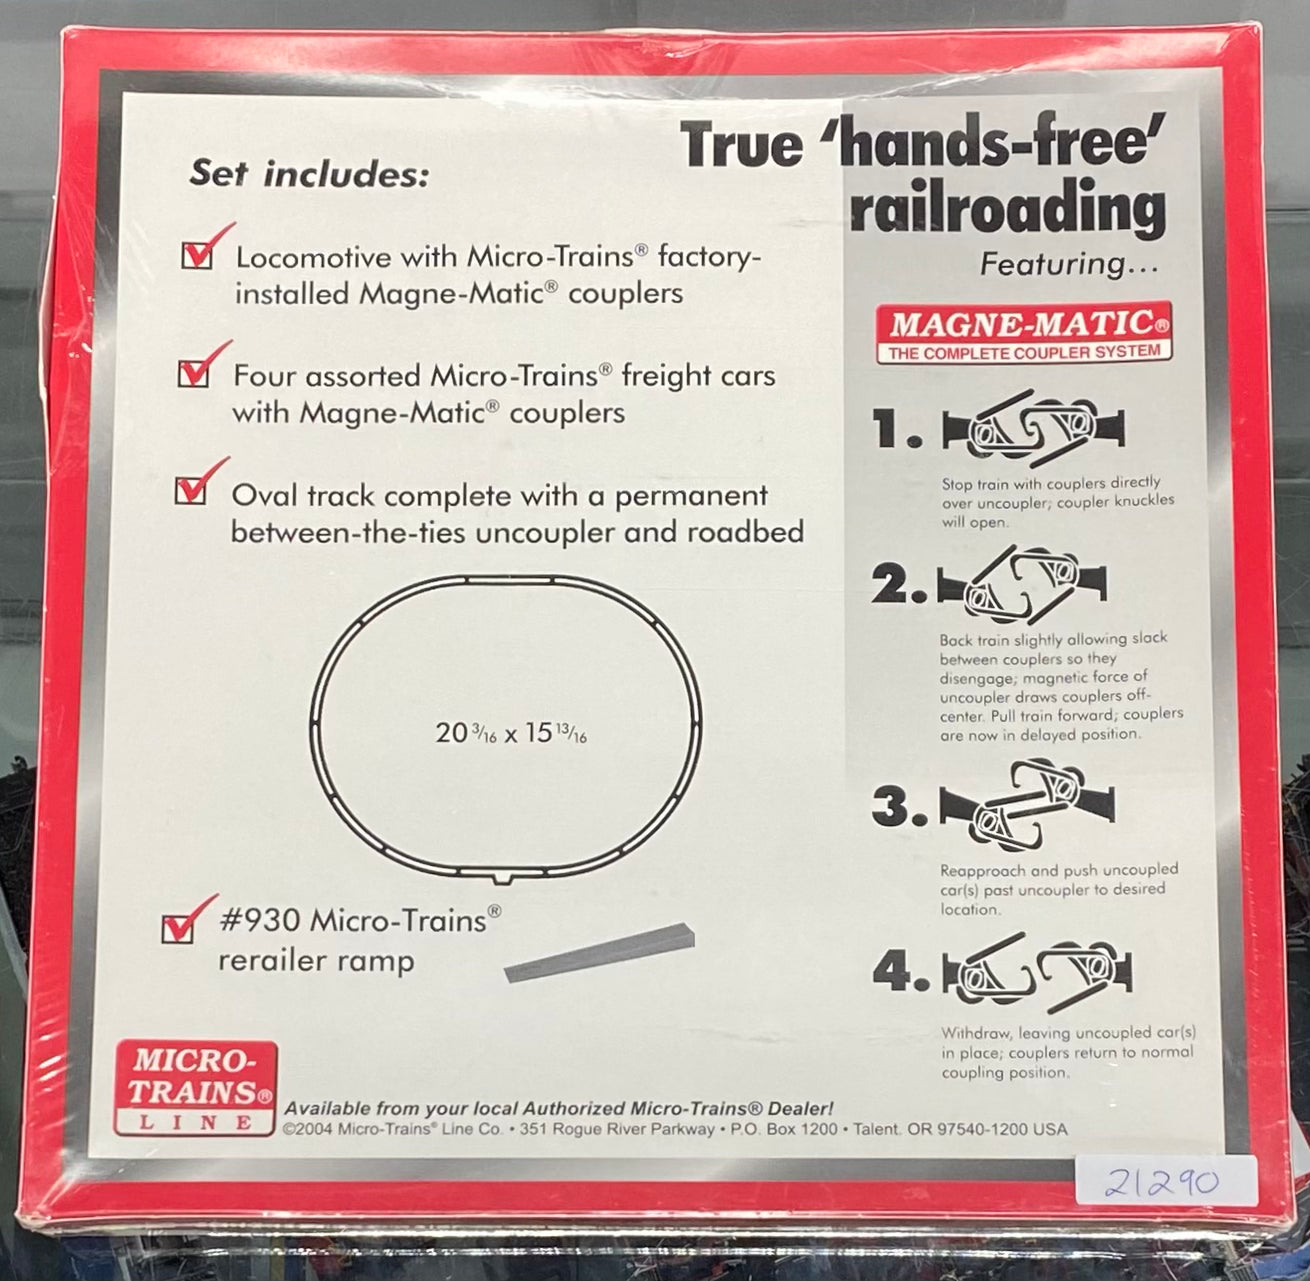 True 'hands-free'
railroading
Featuring...
Set includes:
Locomotive with Micro-Trains® factory-
installed Magne-Matic® couplers
Four assorted Micro-Trains® freight cars
with Magne-Matic® couplers
Oval track complete with a permanent
between-the-ties uncoupler and roadbed
20 3/16 x 15 13/16
#930 Micro-Trains®
rerailer ramp
MAGNE-MATIC®
THE COMPLETE COUPLER SYSTEM
1.
Stop train with couplers directly
over uncoupler; coupler knuckles
will open.
2.
Back train slightly allowing slack
between couplers so they
disengage; magnetic force of
uncoupler draws couplers off-
center. Pull train forward; couplers
are now in delayed position.
3.
Reapproach and push uncoupled
car(s) past uncoupler to desired
location.
4.
Withdraw, leaving uncoupled car(s)
in place; couplers return to normal
coupling position.
MICRO-
TRAINS®
LINE
Available from your local Authorized Micro-Trains® Dealer!
©2004 Micro-Trains® Line Co. • 351 Rogue River Parkway • P.O. Box 1200 • Talent. OR 97540-1200 USA
21290